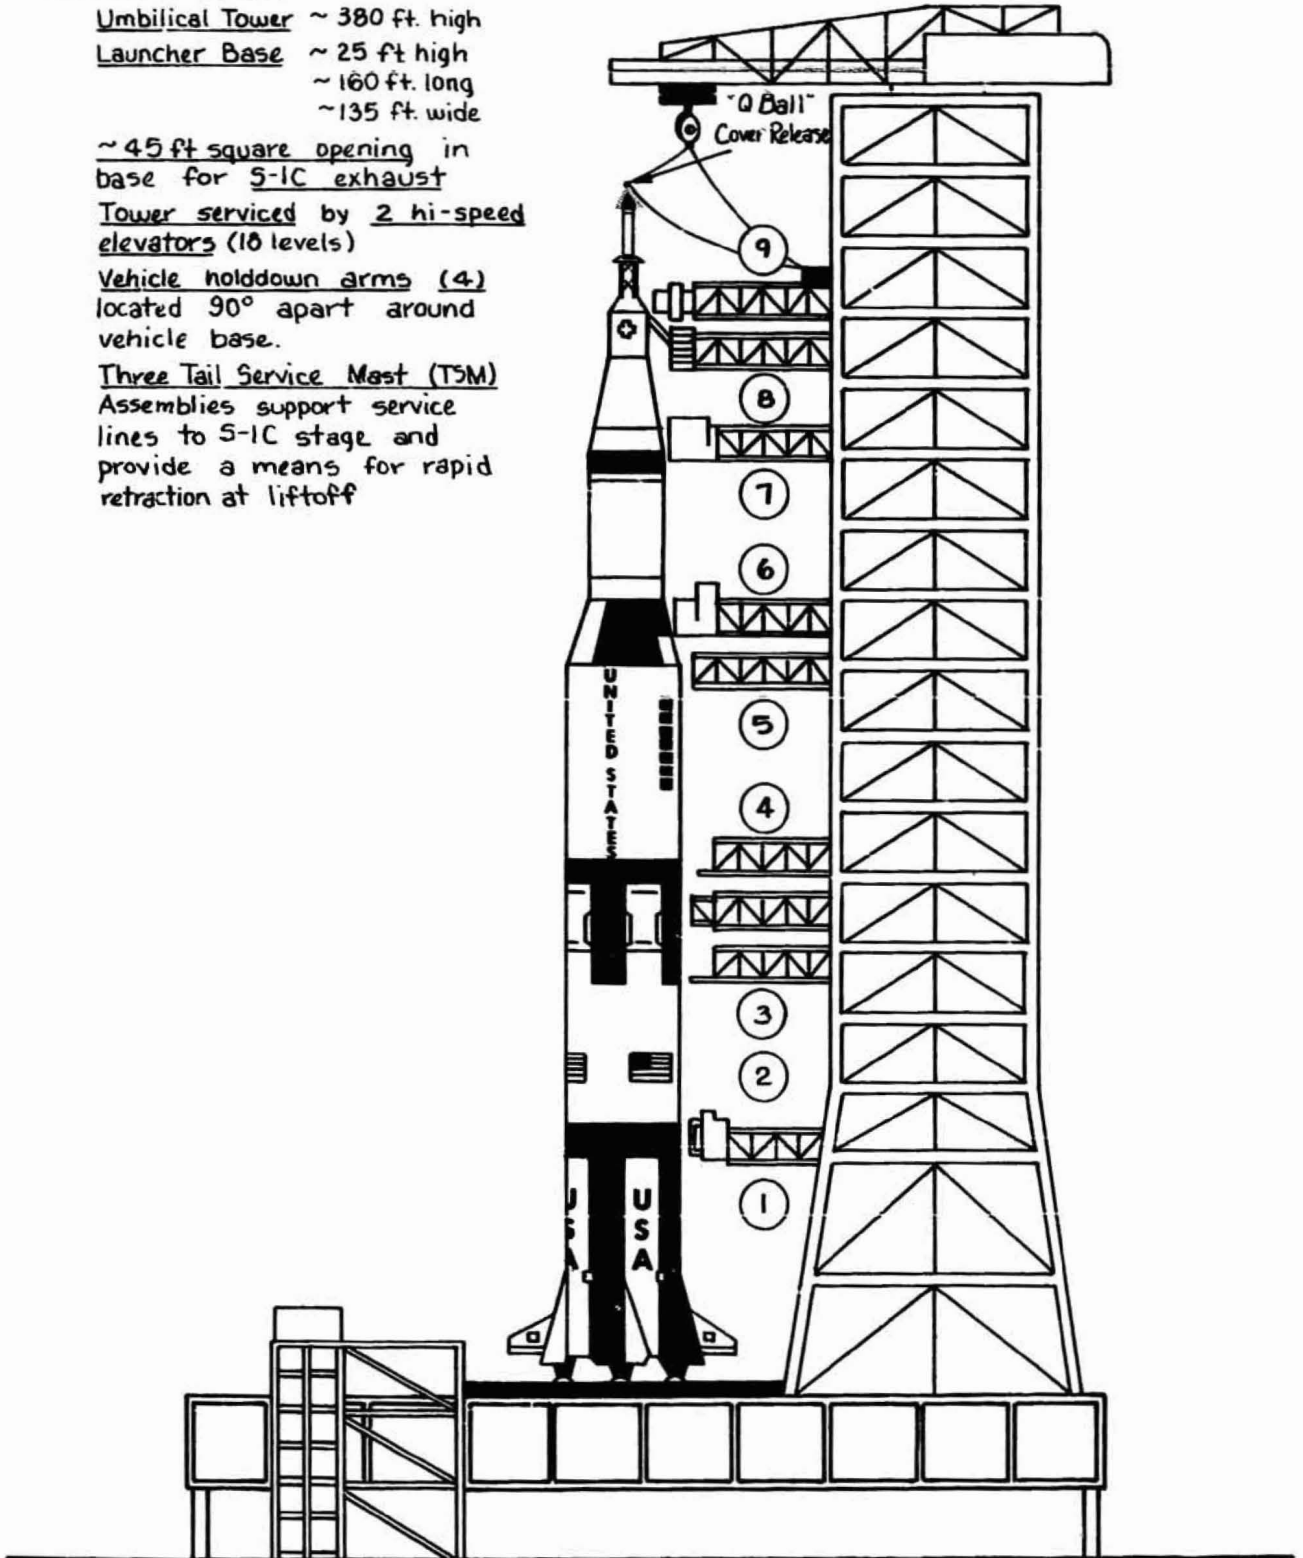 Umbilical Tower ~ 380 ft. high
Launcher Base ~ 25 ft high
~ 160 ft. long
~135 ft. wide
~ 45 ft square opening in
base for S-IC exhaust
Tower serviced by 2 hi-speed
elevators (18 levels)
Vehicle holddown arms (4)
located 90° apart around
vehicle base.
Three Tail Service Mast (TSM)
Assemblies support service
lines to S-IC stage and
provide a means for rapid
retraction at liftoff
"Q Ball"
Cover Release
9
8
7
6
5
UNITED STATES
4
3
2
1
USA
USA